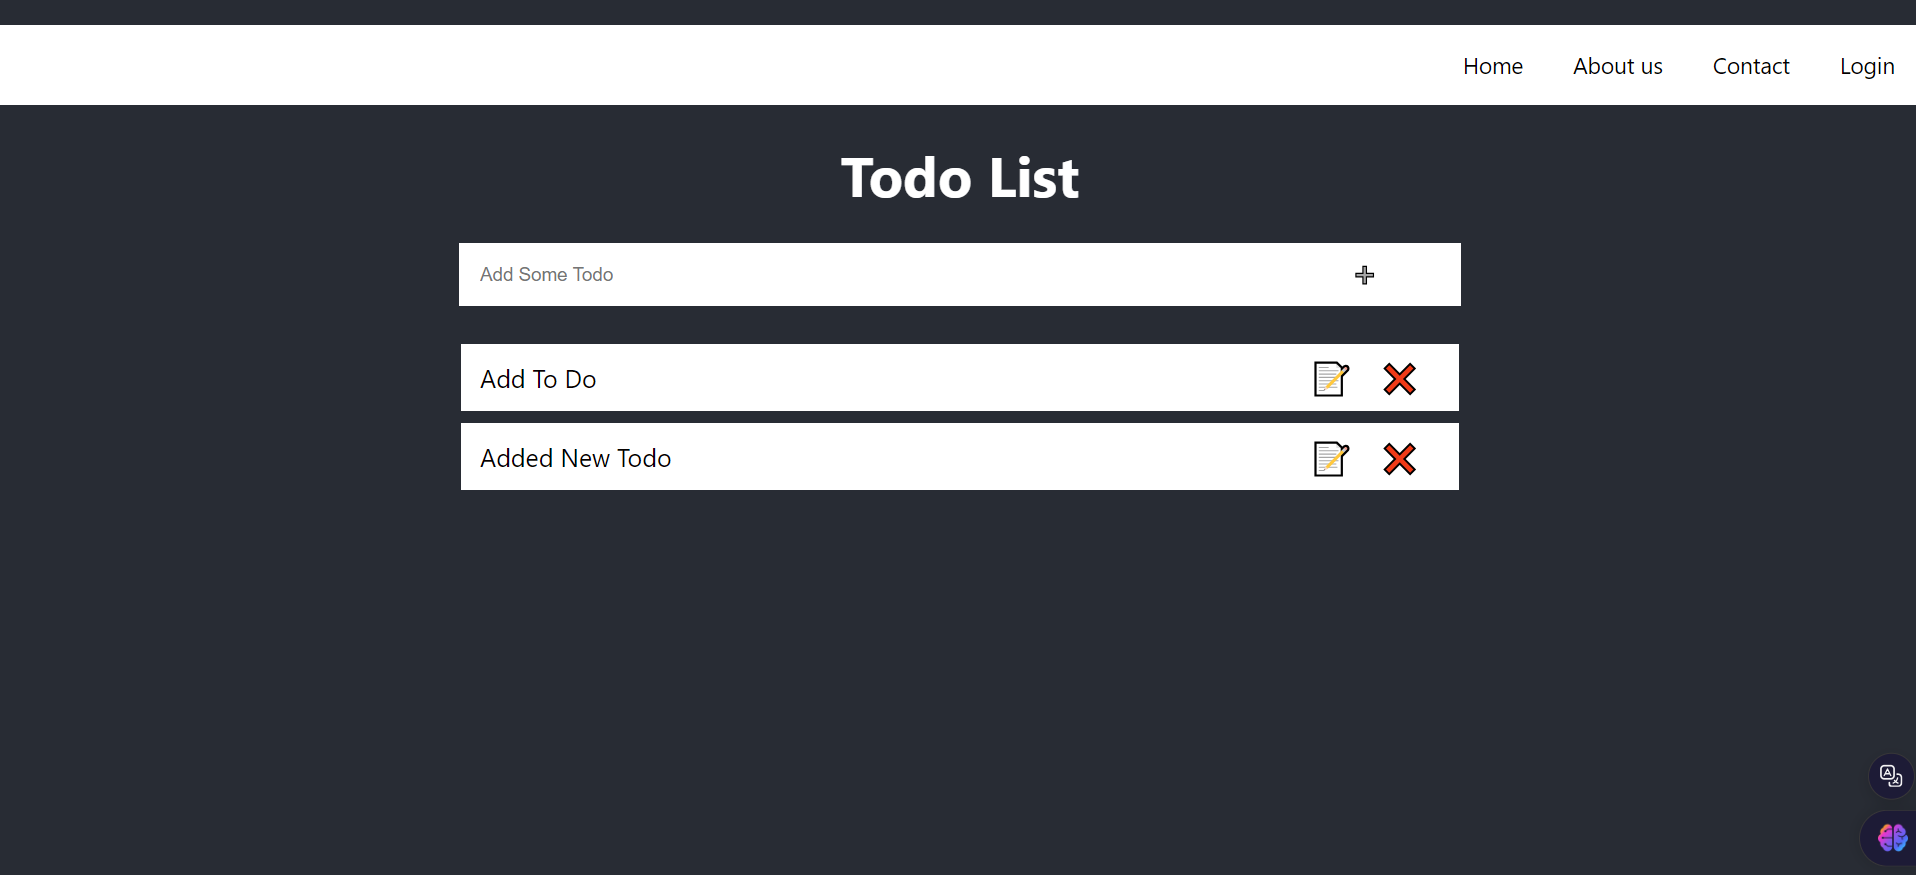 Home About us Contact Login
Todo List
Add Some Todo
Add To Do
Added New Todo